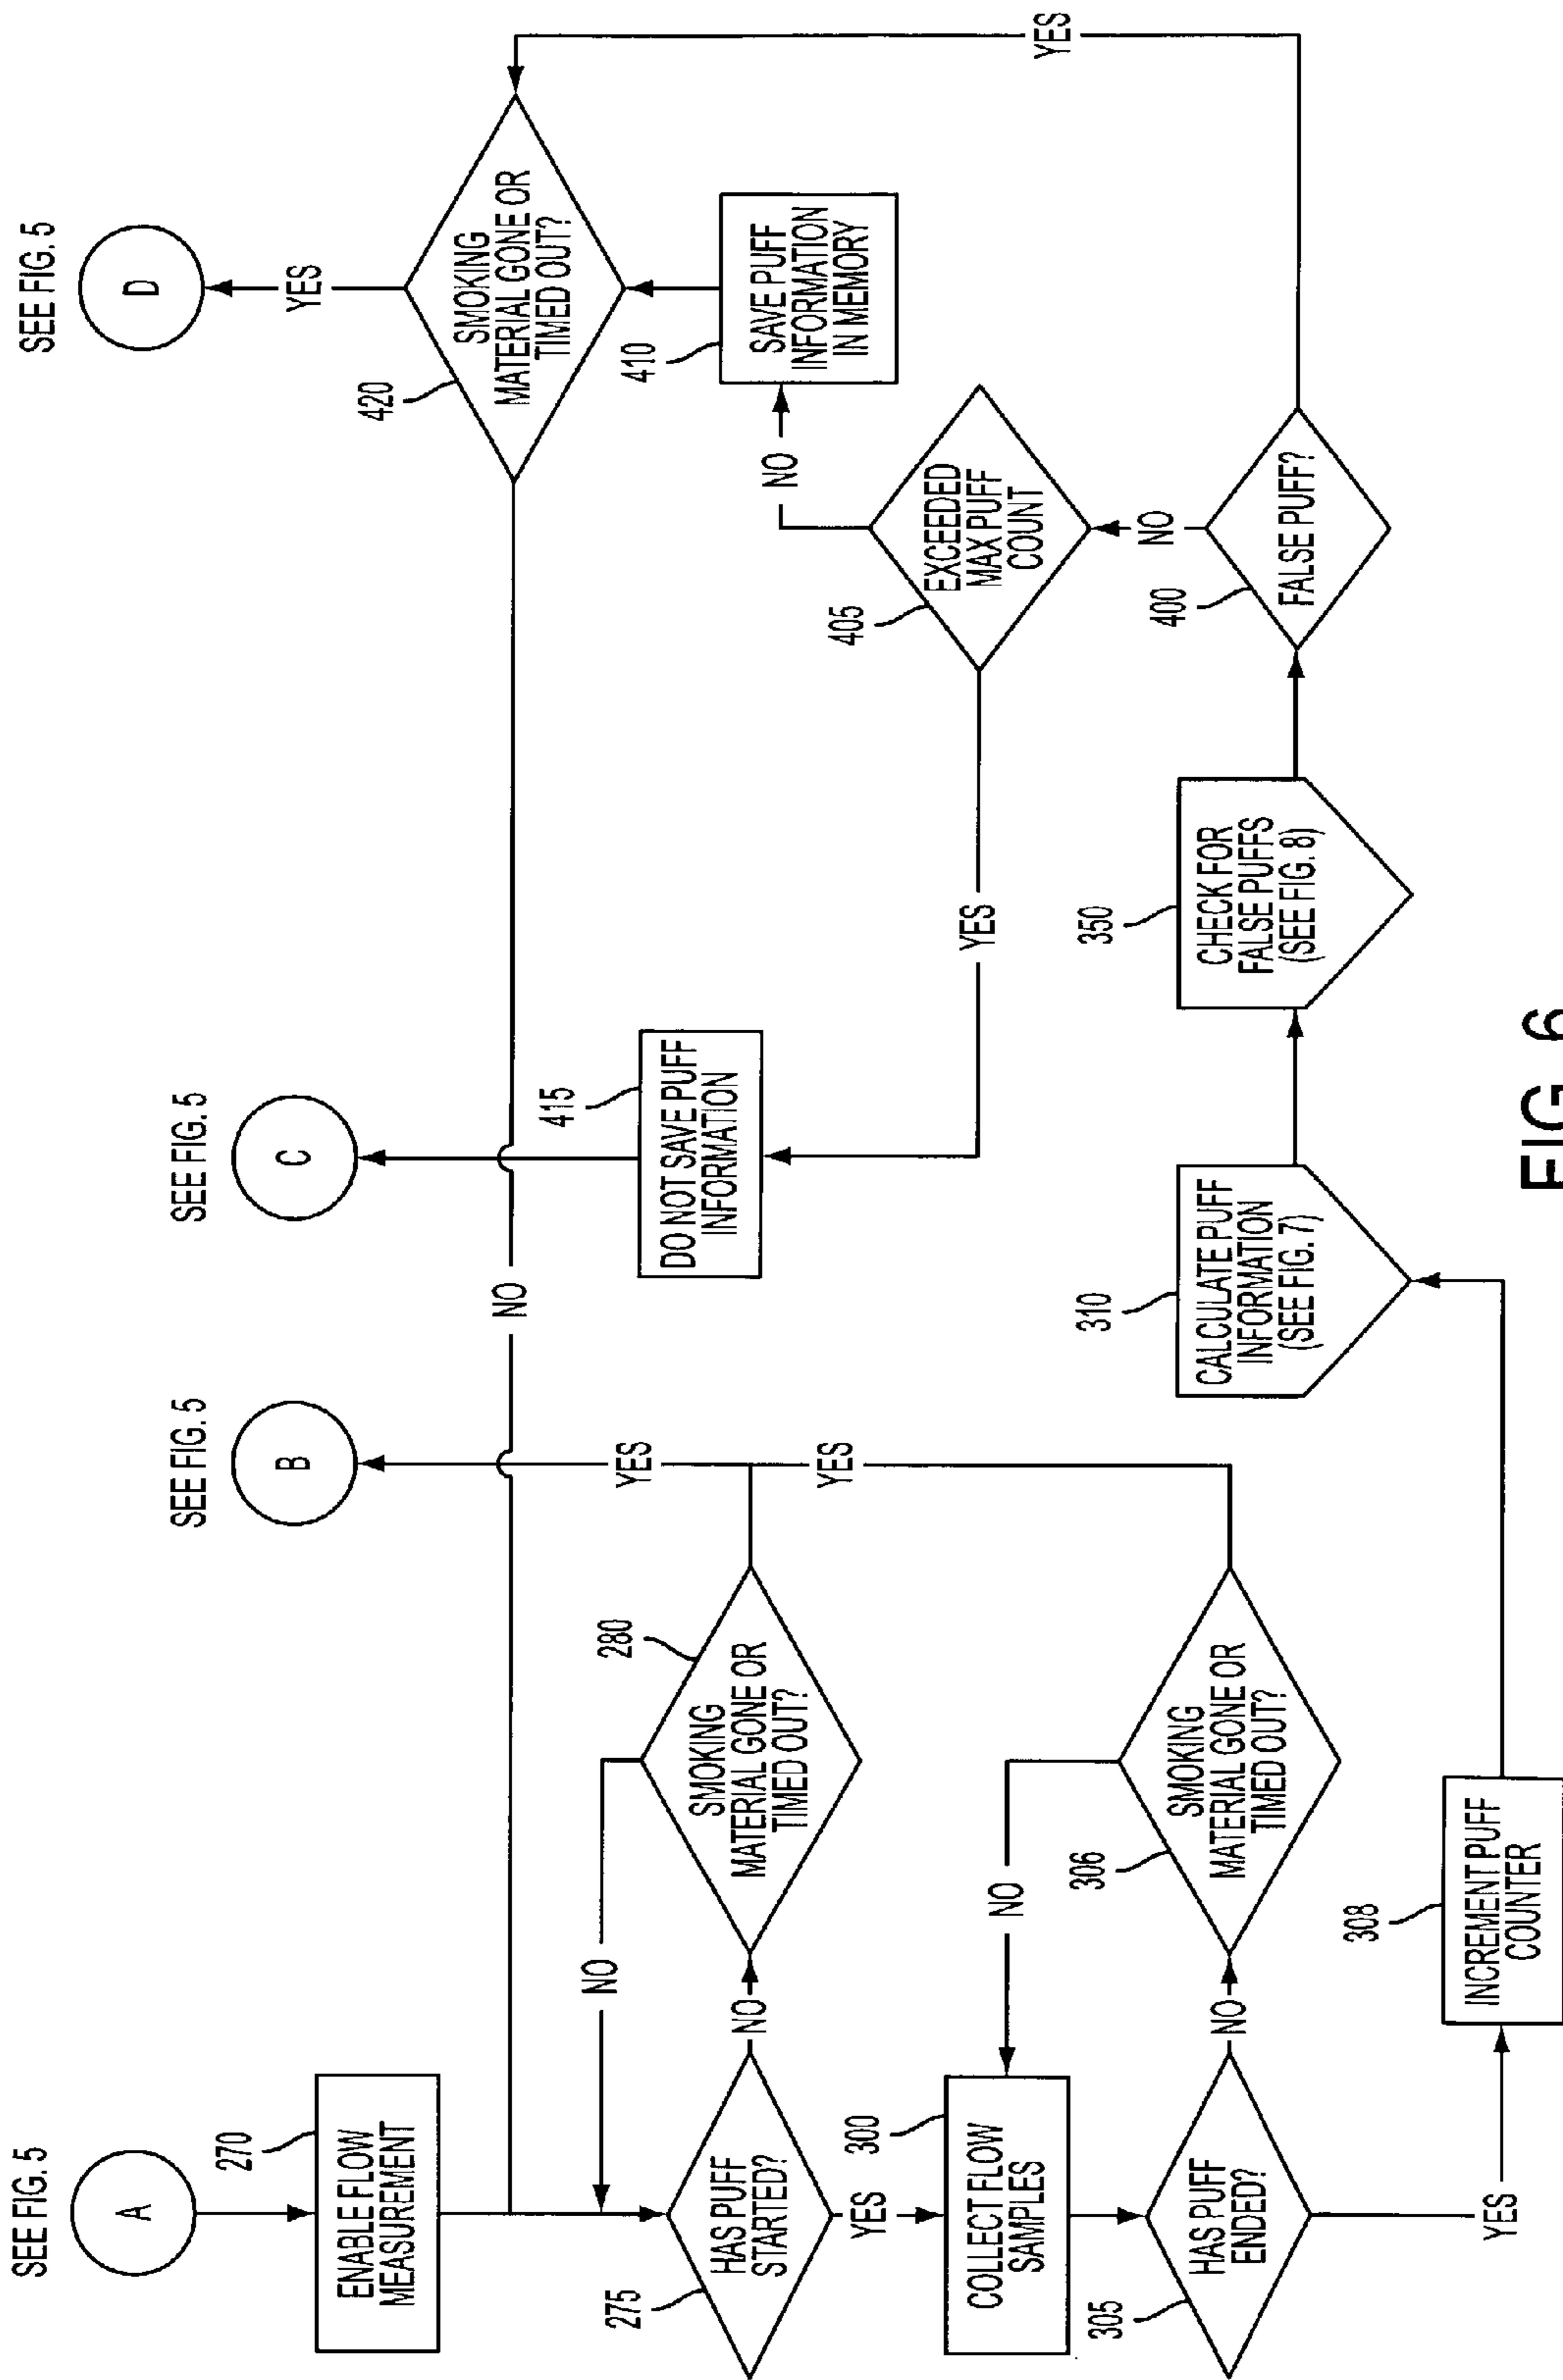 SEE FIG. 5
A
270
ENABLE FLOW
MEASUREMENT
275
HAS PUFF
STARTED?
NO
280
SMOKING
MATERIAL GONE OR
TIMED OUT?
NO
YES
SEE FIG. 5
B
YES
300
COLLECT FLOW
SAMPLES
305
HAS PUFF
ENDED?
NO
306
SMOKING
MATERIAL GONE OR
TIMED OUT?
NO
YES
YES
308
INCREMENT PUFF
COUNTER
310
CALCULATE PUFF
INFORMATION
(SEE FIG. 7)
350
CHECK FOR
FALSE PUFFS
(SEE FIG. 8)
400
FALSE PUFF?
YES
NO
405
EXCEEDED
MAX PUFF
COUNT
YES
415
DO NOT SAVE PUFF
INFORMATION
SEE FIG. 5
C
NO
410
SAVE PUFF
INFORMATION
IN MEMORY
420
SMOKING
MATERIAL GONE OR
TIMED OUT?
NO
YES
SEE FIG. 5
D
FIG. 6